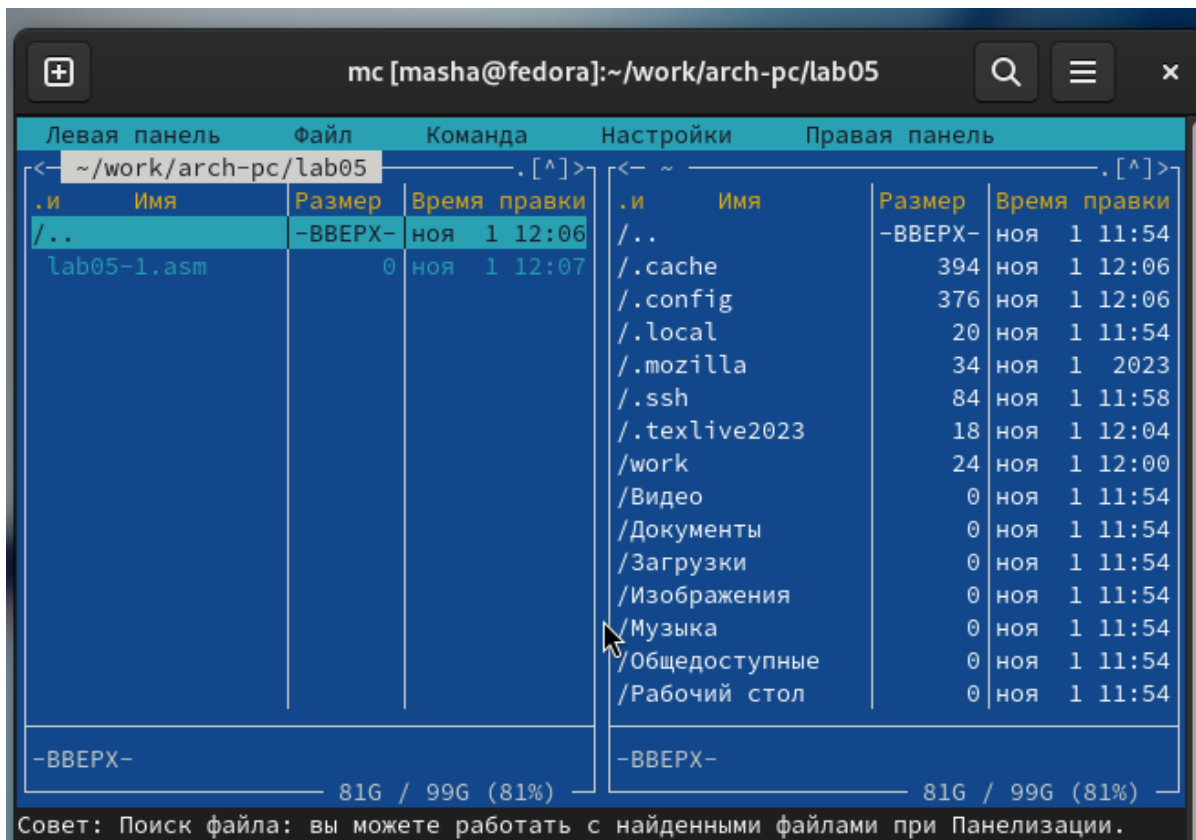 mc [masha@fedora]:~/work/arch-pc/lab05
Левая панель Файл Команда Настройки Правая панель
<─ ~/work/arch-pc/lab05 ─.[^]>
.и Имя Размер Время правки
/.. -ВВЕРХ- ноя 1 12:06
lab05-1.asm 0 ноя 1 12:07
-ВВЕРХ-
81G / 99G (81%)
<─ ~ ─.[^]>
.и Имя Размер Время правки
/.. -ВВЕРХ- ноя 1 11:54
/.cache 394 ноя 1 12:06
/.config 376 ноя 1 12:06
/.local 20 ноя 1 11:54
/.mozilla 34 ноя 1 2023
/.ssh 84 ноя 1 11:58
/.texlive2023 18 ноя 1 12:04
/work 24 ноя 1 12:00
/Видео 0 ноя 1 11:54
/Документы 0 ноя 1 11:54
/Загрузки 0 ноя 1 11:54
/Изображения 0 ноя 1 11:54
/Музыка 0 ноя 1 11:54
/Общедоступные 0 ноя 1 11:54
/Рабочий стол 0 ноя 1 11:54
-ВВЕРХ-
81G / 99G (81%)
Совет: Поиск файла: вы можете работать с найденными файлами при Панелизации.